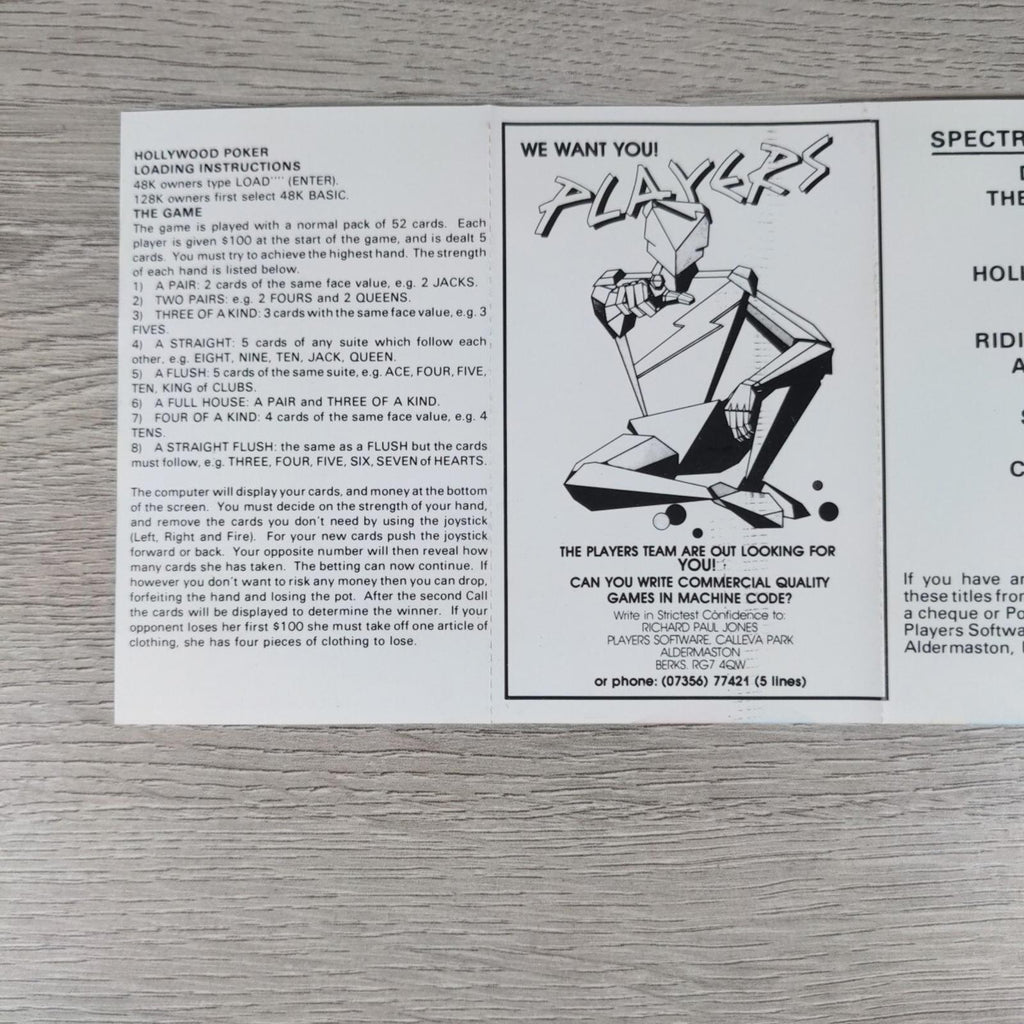 HOLLYWOOD POKER
LOADING INSTRUCTIONS
48K owners type LOAD"" (ENTER).
128K owners first select 48K BASIC.
THE GAME
The game is played with a normal pack of 52 cards. Each
player is given $100 at the start of the game, and is dealt 5
cards. You must try to achieve the highest hand. The strength
of each hand is listed below.
1) A PAIR: 2 cards of the same face value, e.g. 2 JACKS.
2) TWO PAIRS: e.g. 2 FOURS and 2 QUEENS.
3) THREE OF A KIND: 3 cards with the same face value, e.g. 3
FIVES.
4) A STRAIGHT: 5 cards of any suite which follow each
other, e.g. EIGHT, NINE, TEN, JACK, QUEEN.
5) A FLUSH: 5 cards of the same suite, e.g. ACE, FOUR, FIVE,
TEN, KING of CLUBS.
6) A FULL HOUSE: A PAIR and THREE OF A KIND.
7) FOUR OF A KIND: 4 cards of the same face value, e.g. 4
TENS.
8) A STRAIGHT FLUSH: the same as a FLUSH but the cards
must follow, e.g. THREE, FOUR, FIVE, SIX, SEVEN of HEARTS.
The computer will display your cards, and money at the bottom
of the screen. You must decide on the strength of your hand,
and remove the cards you don't need by using the joystick
(Left, Right and Fire). For your new cards push the joystick
forward or back. Your opposite number will then reveal how
many cards she has taken. The betting can now continue. If
however you don't want to risk any money then you can drop,
forfeiting the hand and losing the pot. After the second Call
the cards will be displayed to determine the winner. If your
opponent loses her first $100 she must take off one article of
clothing, she has four pieces of clothing to lose.
WE WANT YOU!
PLAYERS
THE PLAYERS TEAM ARE OUT LOOKING FOR
YOU!
CAN YOU WRITE COMMERCIAL QUALITY
GAMES IN MACHINE CODE?
Write in Strictest Confidence to:
RICHARD PAUL JONES
PLAYERS SOFTWARE, CALLEVA PARK
ALDERMASTON
BERKS. RG7 4QW
or phone: (07356) 77421 (5 lines)
SPECTR
THE
HOLL
RIDI
A
C
If you have an
these titles from
a cheque or Po
Players Softwa
Aldermaston,